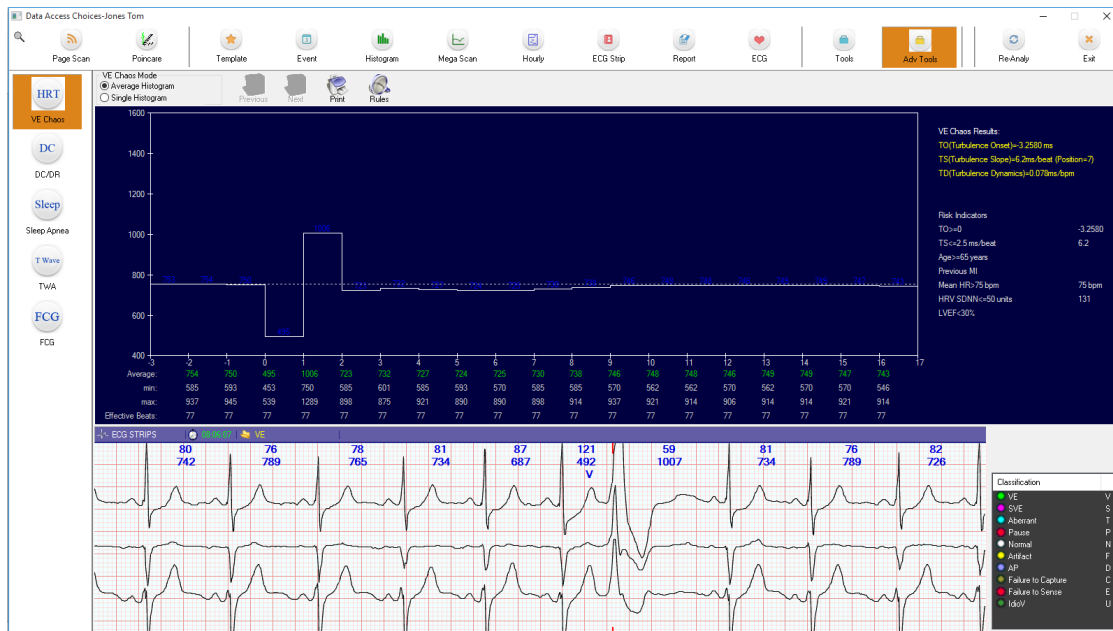 Data Access Choices-Jones Tom
Page Scan Poincare Template Event Histogram Mega Scan Hourly ECG Strip Report ECG Tools Adv Tools Re-Analy Exit
HRT
VE Chaos
DC
DC/DR
Sleep
Sleep Apnea
T Wave
TWA
FCG
FCG
VE Chaos Mode
Average Histogram
Single Histogram
Previous Next Print Rules
1600
1400
1200
1000
800
600
400
-3 -2 -1 0 1 2 3 4 5 6 7 8 9 10 11 12 13 14 15 16 17
Average: 754 750 495 1006 723 732 727 724 725 730 738 746 748 748 746 749 749 747 743
min: 585 593 453 750 585 601 585 593 570 585 585 570 562 562 570 562 570 570 546
max: 937 945 539 1289 898 875 921 890 890 898 914 937 921 914 906 914 914 921 914
Effective Beats: 77 77 77 77 77 77 77 77 77 77 77 77 77 77 77 77 77 77 77
VE Chaos Results:
TO(Turbulence Onset)=-3.2580 ms
TS(Turbulence Slope)=6.2ms/beat (Position=7)
TD(Turbulence Dynamics)=0.078ms/bpm
Risk Indicators
TO>=0 -3.2580
TS<=2.5 ms/beat 6.2
Age>=65 years
Previous MI
Mean HR>75 bpm 75 bpm
HRV SDNN<=50 units 131
LVEF<30%
ECG STRIPS 00:06:07 VE
80 76 78 81 87 121 59 81 76 82
742 789 765 734 687 492 1007 734 789 726
V
Classification
VE V
SVE S
Aberrant T
Pause P
Normal N
Artifact F
AP D
Failure to Capture C
Failure to Sense E
IdioV U